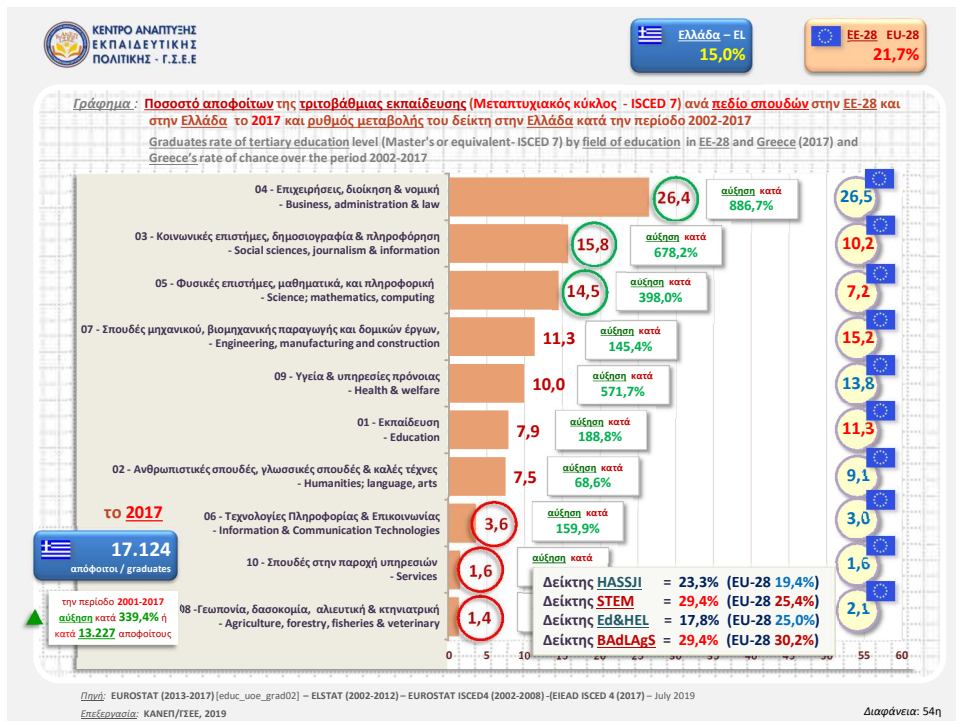 ΚΕΝΤΡΟ ΑΝΑΠΤΥΞΗΣ
ΕΚΠΑΙΔΕΥΤΙΚΗΣ
ΠΟΛΙΤΙΚΗΣ - Γ.Σ.Ε.Ε
Ελλάδα – EL
15,0%
ΕΕ-28 EU-28
21,7%
Γράφημα : Ποσοστό αποφοίτων της τριτοβάθμιας εκπαίδευσης (Μεταπτυχιακός κύκλος - ISCED 7) ανά πεδίο σπουδών στην ΕΕ-28 και
στην Ελλάδα το 2017 και ρυθμός μεταβολής του δείκτη στην Ελλάδα κατά την περίοδο 2002-2017
Graduates rate of tertiary education level (Master's or equivalent- ISCED 7) by field of education in EE-28 and Greece (2017) and
Greece's rate of chance over the period 2002-2017
04 - Επιχειρήσεις, διοίκηση & νομική
- Business, administration & law
26,4
αύξηση κατά
886,7%
26,5
03 - Κοινωνικές επιστήμες, δημοσιογραφία & πληροφόρηση
- Social sciences, journalism & information
15,8
αύξηση κατά
678,2%
10,2
05 - Φυσικές επιστήμες, μαθηματικά, και πληροφορική
- Science; mathematics, computing
14,5
αύξηση κατά
398,0%
7,2
07 - Σπουδές μηχανικού, βιομηχανικής παραγωγής και δομικών έργων,
- Engineering, manufacturing and construction
11,3
αύξηση κατά
145,4%
15,2
09 - Υγεία & υπηρεσίες πρόνοιας
- Health & welfare
10,0
αύξηση κατά
571,7%
13,8
01 - Εκπαίδευση
- Education
7,9
αύξηση κατά
188,8%
11,3
02 - Ανθρωπιστικές σπουδές, γλωσσικές σπουδές & καλές τέχνες
- Humanities; language, arts
7,5
αύξηση κατά
68,6%
9,1
06 - Τεχνολογίες Πληροφορίας & Επικοινωνίας
- Information & Communication Technologies
3,6
αύξηση κατά
159,9%
3,0
10 - Σπουδές στην παροχή υπηρεσιών
- Services
1,6
αύξηση κατά
1,6
08 -Γεωπονία, δασοκομία, αλιευτική & κτηνιατρική
- Agriculture, forestry, fisheries & veterinary
1,4
2,1
το 2017
17.124
απόφοιτοι / graduates
την περίοδο 2001-2017
αύξηση κατά 339,4% ή
κατά 13.227 αποφοίτους
Δείκτης HASSJI = 23,3% (EU-28 19,4%)
Δείκτης STEM = 29,4% (EU-28 25,4%)
Δείκτης Ed&HEL = 17,8% (EU-28 25,0%)
Δείκτης BAdLAgS = 29,4% (EU-28 30,2%)
0 5 10 15 20 25 30 35 40 45 50 55 60
Πηγή: EUROSTAT (2013-2017) [educ_uoe_grad02] – ELSTAT (2002-2012) – EUROSTAT ISCED4 (2002-2008) -(EIEAD ISCED 4 (2017) – July 2019
Επεξεργασία: ΚΑΝΕΠ/ΓΣΕΕ, 2019
Διαφάνεια: 54η